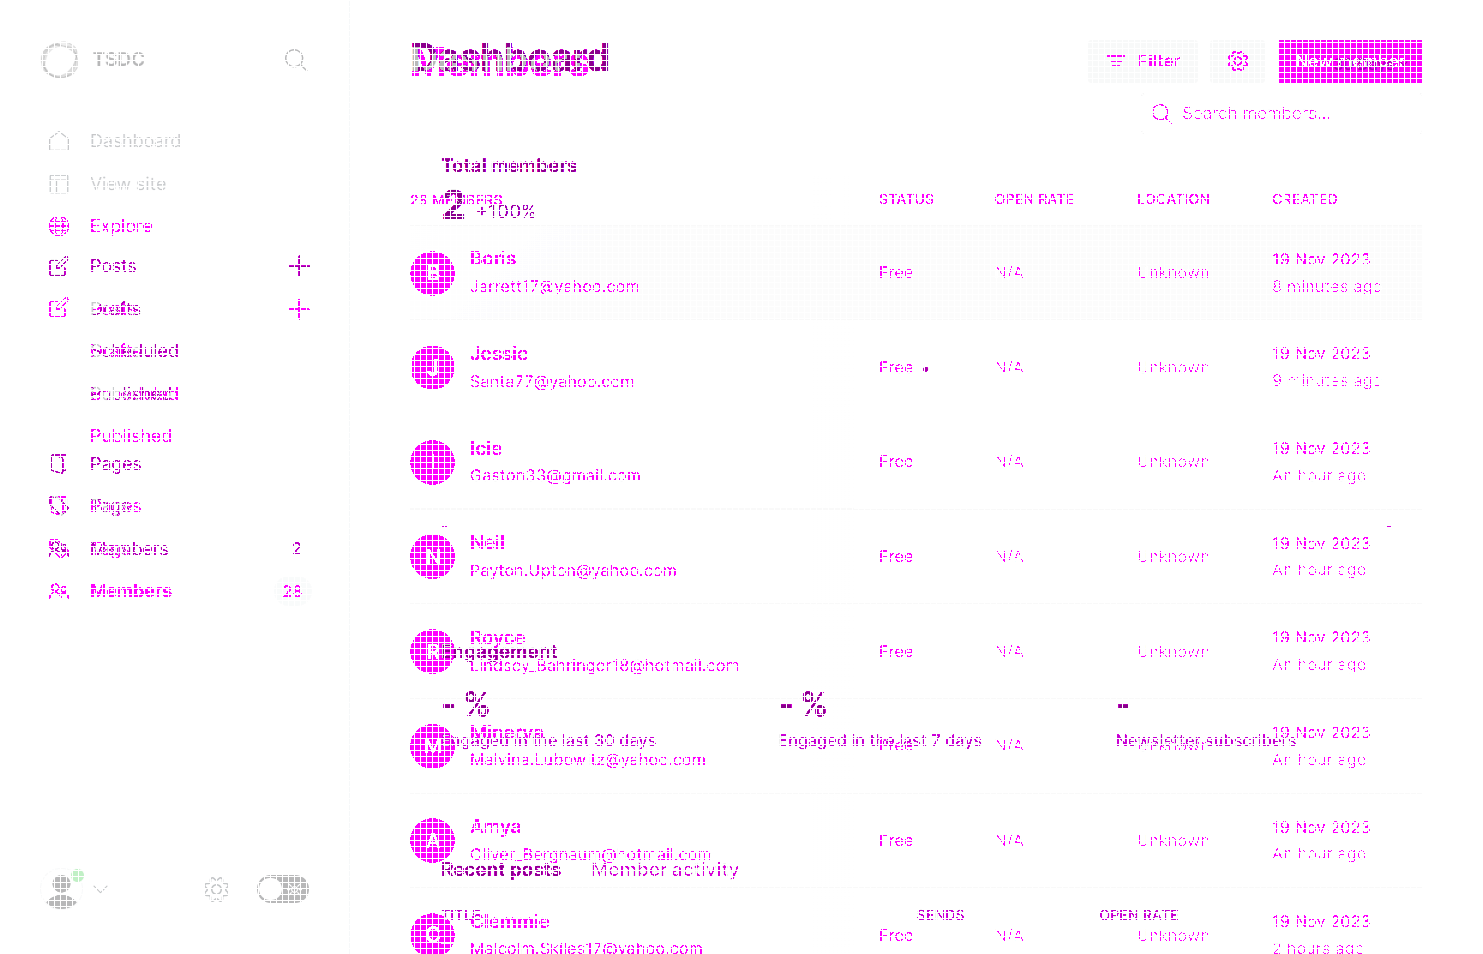 TSDC
Dashboard
Filter
New member
Search members...
Dashboard
View site
Explore
Posts
Scheduled
Published
Pages
Pages
Members 2
Members 28
Total members
2 +100%
28 MEMBERS STATUS OPEN RATE LOCATION CREATED
Boris Free N/A Unknown 19 Nov 2023
Jarrett17@yahoo.com 8 minutes ago
Jessie Free N/A Unknown 19 Nov 2023
Santa77@yahoo.com 9 minutes ago
Icie Free N/A Unknown 19 Nov 2023
Gaston33@gmail.com An hour ago
Neil Free N/A Unknown 19 Nov 2023
Payton.Upton@yahoo.com An hour ago
Royce Free N/A Unknown 19 Nov 2023
Engagement
Lindsey_Bahringer18@hotmail.com An hour ago
- % - % -
Minerva Free Unknown 19 Nov 2023
Engaged in the last 30 days Engaged in the last 7 days Newsletter subscribers
Malvina.Lubowitz@yahoo.com An hour ago
Amya Free N/A Unknown 19 Nov 2023
Oliver_Bergnaum@hotmail.com An hour ago
Recent posts Member activity
TITLE SENDS OPEN RATE
Clemmie Free N/A Unknown 19 Nov 2023
Malcolm.Skiles17@yahoo.com 2 hours ago